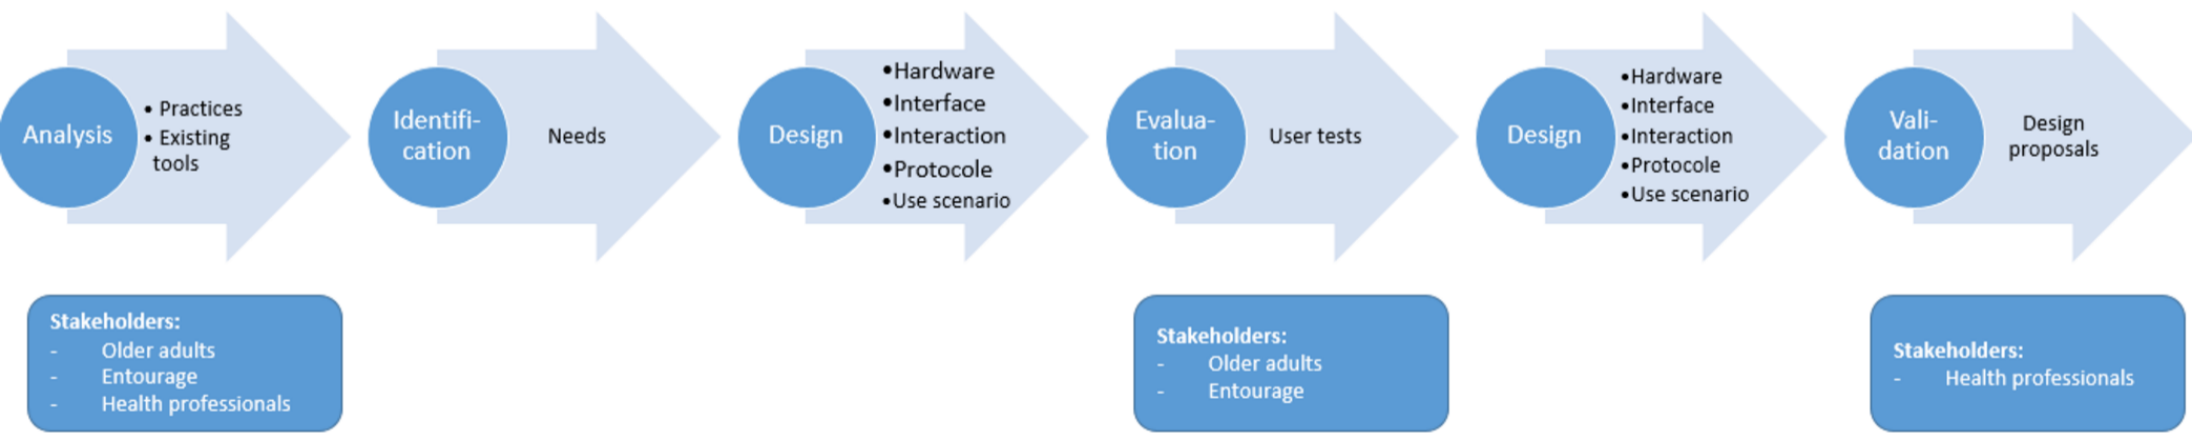 Analysis
• Practices
• Existing
tools
Identifi-
cation
Needs
Design
•Hardware
•Interface
•Interaction
•Protocole
•Use scenario
Evalua-
tion
User tests
Design
•Hardware
•Interface
•Interaction
•Protocole
•Use scenario
Vali-
dation
Design
proposals
Stakeholders:
- Older adults
- Entourage
- Health professionals
Stakeholders:
- Older adults
- Entourage
Stakeholders:
- Health professionals